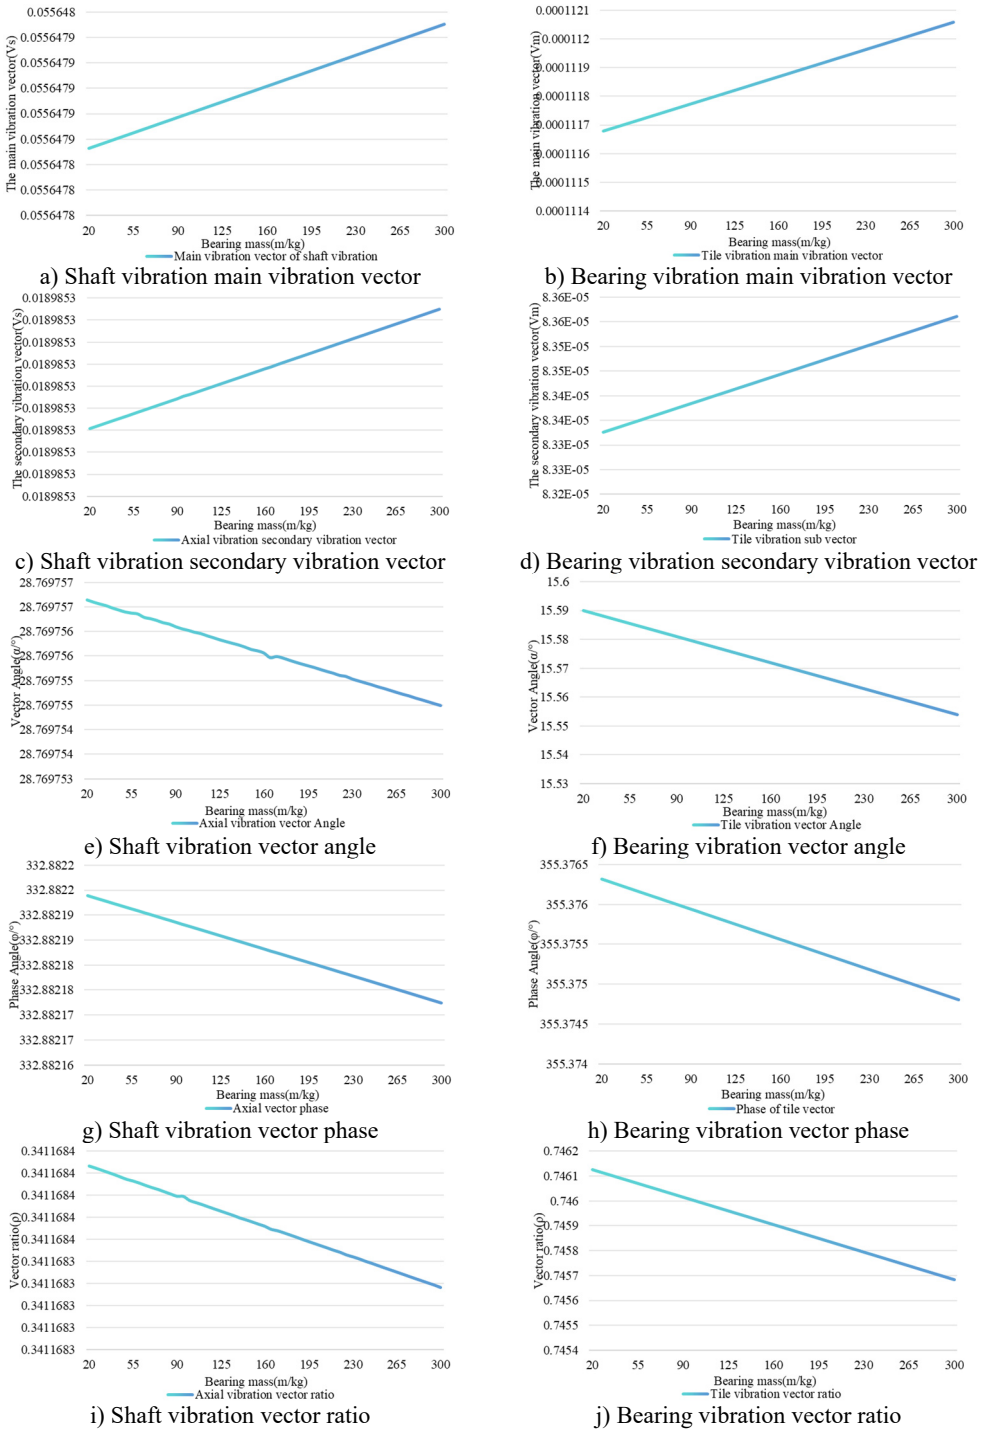 The main vibration vector(Vs)
0.055648
0.0556479
0.0556479
0.0556479
0.0556479
0.0556479
0.0556478
0.0556478
0.0556478
20 55 90 125 160 195 230 265 300
Bearing mass(m/kg)
Main vibration vector of shaft vibration
a) Shaft vibration main vibration vector
The main vibration vector(Vm)
0.0001121
0.000112
0.0001119
0.0001118
0.0001117
0.0001116
0.0001115
0.0001114
20 55 90 125 160 195 230 265 300
Bearing mass(m/kg)
Tile vibration main vibration vector
b) Bearing vibration main vibration vector
The secondary vibration vector(Vs)
0.0189853
0.0189853
0.0189853
0.0189853
0.0189853
0.0189853
0.0189853
0.0189853
0.0189853
0.0189853
20 55 90 125 160 195 230 265 300
Bearing mass(m/kg)
Axial vibration secondary vibration vector
c) Shaft vibration secondary vibration vector
The secondary vibration vector(Vm)
8.36E-05
8.36E-05
8.35E-05
8.35E-05
8.34E-05
8.34E-05
8.33E-05
8.33E-05
8.32E-05
20 55 90 125 160 195 230 265 300
Bearing mass(m/kg)
Tile vibration sub vector
d) Bearing vibration secondary vibration vector
Vector Angle(α/°)
28.769757
28.769757
28.769756
28.769756
28.769755
28.769755
28.769754
28.769754
28.769753
20 55 90 125 160 195 230 265 300
Bearing mass(m/kg)
Axial vibration vector Angle
e) Shaft vibration vector angle
Vector Angle(α/°)
15.6
15.59
15.58
15.57
15.56
15.55
15.54
15.53
20 55 90 125 160 195 230 265 300
Bearing mass(m/kg)
Tile vibration vector Angle
f) Bearing vibration vector angle
Phase Angle(φ/°)
332.8822
332.8822
332.88219
332.88219
332.88218
332.88218
332.88217
332.88217
332.88216
20 55 90 125 160 195 230 265 300
Bearing mass(m/kg)
Axial vector phase
g) Shaft vibration vector phase
Phase Angle(φ/°)
355.3765
355.376
355.3755
355.375
355.3745
355.374
20 55 90 125 160 195 230 265 300
Bearing mass(m/kg)
Phase of tile vector
h) Bearing vibration vector phase
Vector ratio(ρ)
0.3411684
0.3411684
0.3411684
0.3411684
0.3411684
0.3411683
0.3411683
0.3411683
0.3411683
0.3411683
20 55 90 125 160 195 230 265 300
Bearing mass(m/kg)
Axial vibration vector ratio
i) Shaft vibration vector ratio
Vector ratio(ρ)
0.7462
0.7461
0.746
0.7459
0.7458
0.7457
0.7456
0.7455
0.7454
20 55 90 125 160 195 230 265 300
Bearing mass(m/kg)
Tile vibration vector ratio
j) Bearing vibration vector ratio